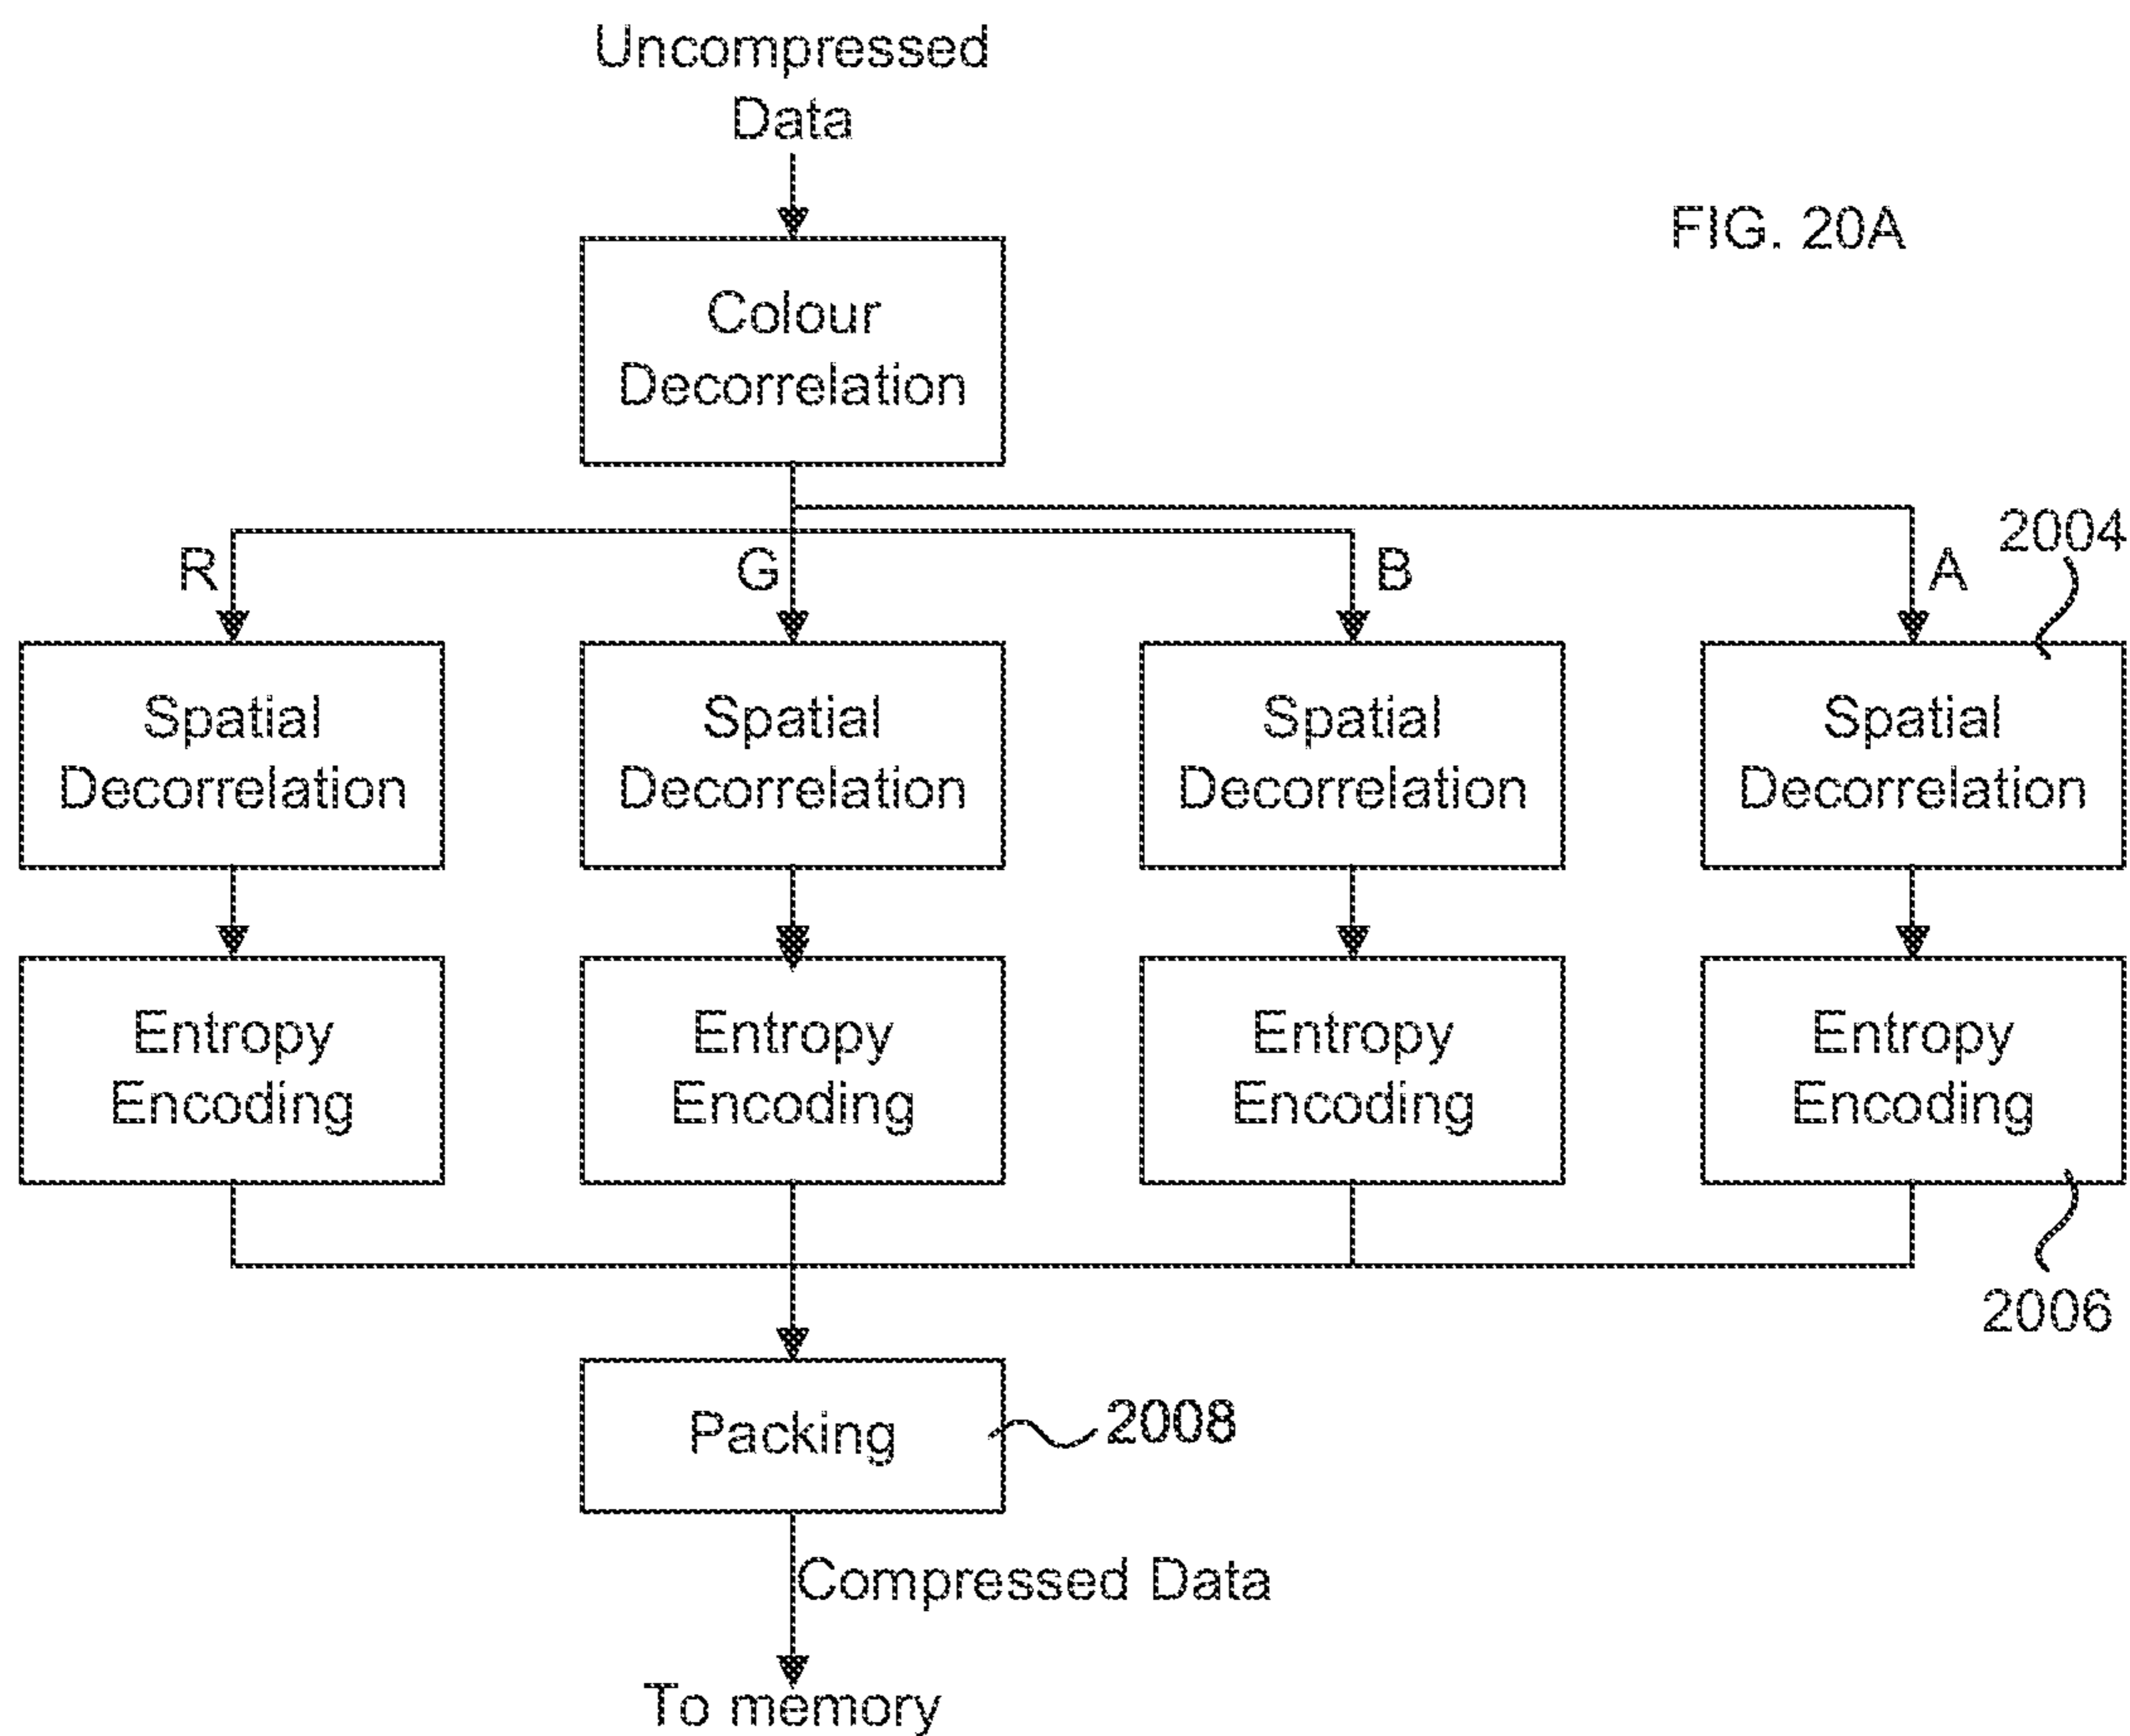 Uncompressed
Data
FIG. 20A
Colour
Decorrelation
2004
R
G
B
A
Spatial
Decorrelation
Spatial
Decorrelation
Spatial
Decorrelation
Spatial
Decorrelation
Entropy
Encoding
Entropy
Encoding
Entropy
Encoding
Entropy
Encoding
2006
Packing
2008
Compressed Data
To memory